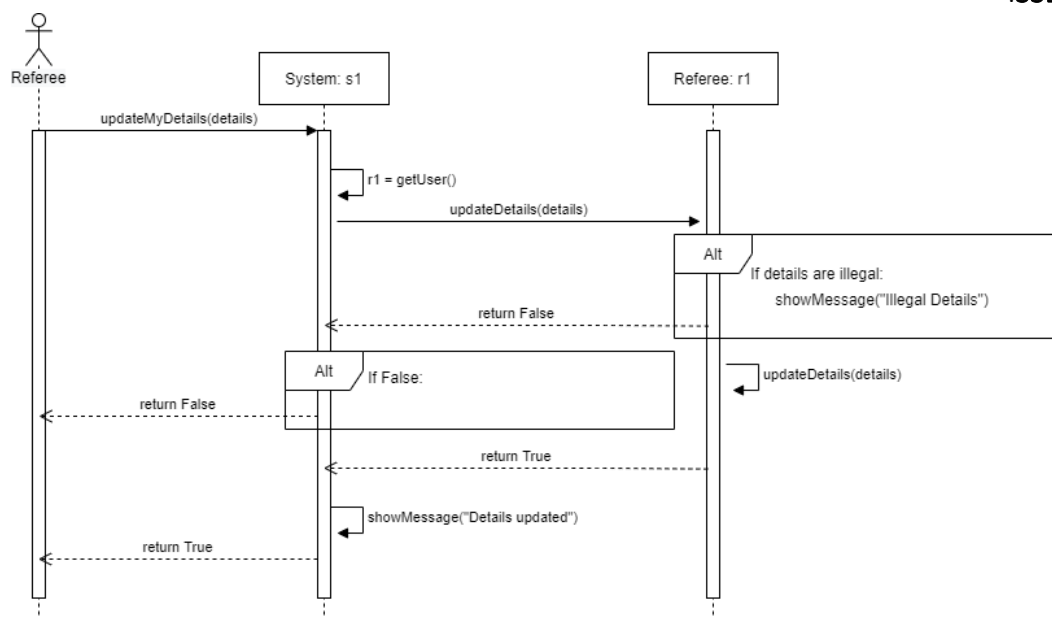 Referee
System: s1
Referee: r1
updateMyDetails(details)
r1 = getUser()
updateDetails(details)
Alt
If details are illegal:
showMessage("Illegal Details")
return False
Alt
If False:
updateDetails(details)
return False
return True
showMessage("Details updated")
return True